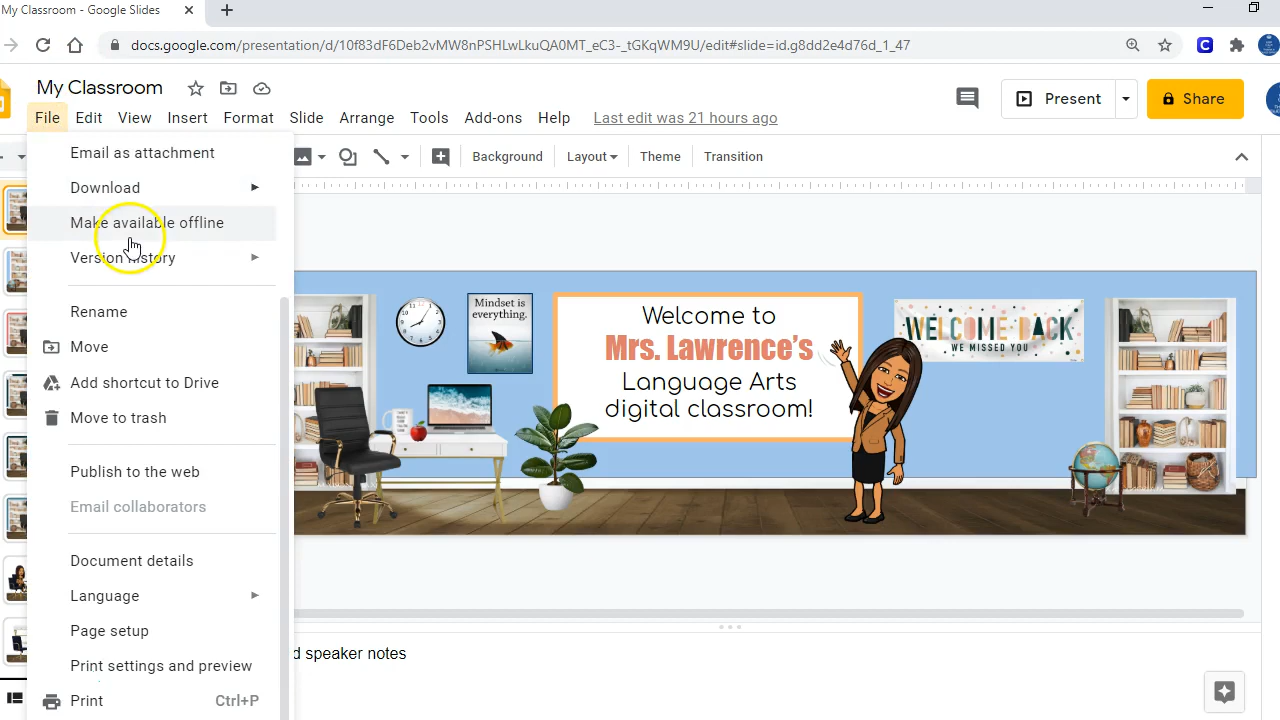 My Classroom - Google Slides
docs.google.com/presentation/d/10f83dF6Deb2vMW8nPSHLwLkuQA0MT_eC3-_tGKqWM9U/edit#slide=id.g8dd2e4d76d_1_47
My Classroom
Present
Share
File Edit View Insert Format Slide Arrange Tools Add-ons Help Last edit was 21 hours ago
Background Layout Theme Transition
Email as attachment
Download
Make available offline
Version history
Rename
Move
Add shortcut to Drive
Move to trash
Publish to the web
Email collaborators
Document details
Language
Page setup
Print settings and preview
Print Ctrl+P
Mindset is
everything.
Welcome to
Mrs. Lawrence's
Language Arts
digital classroom!
WELCOME BACK
WE MISSED YOU
d speaker notes